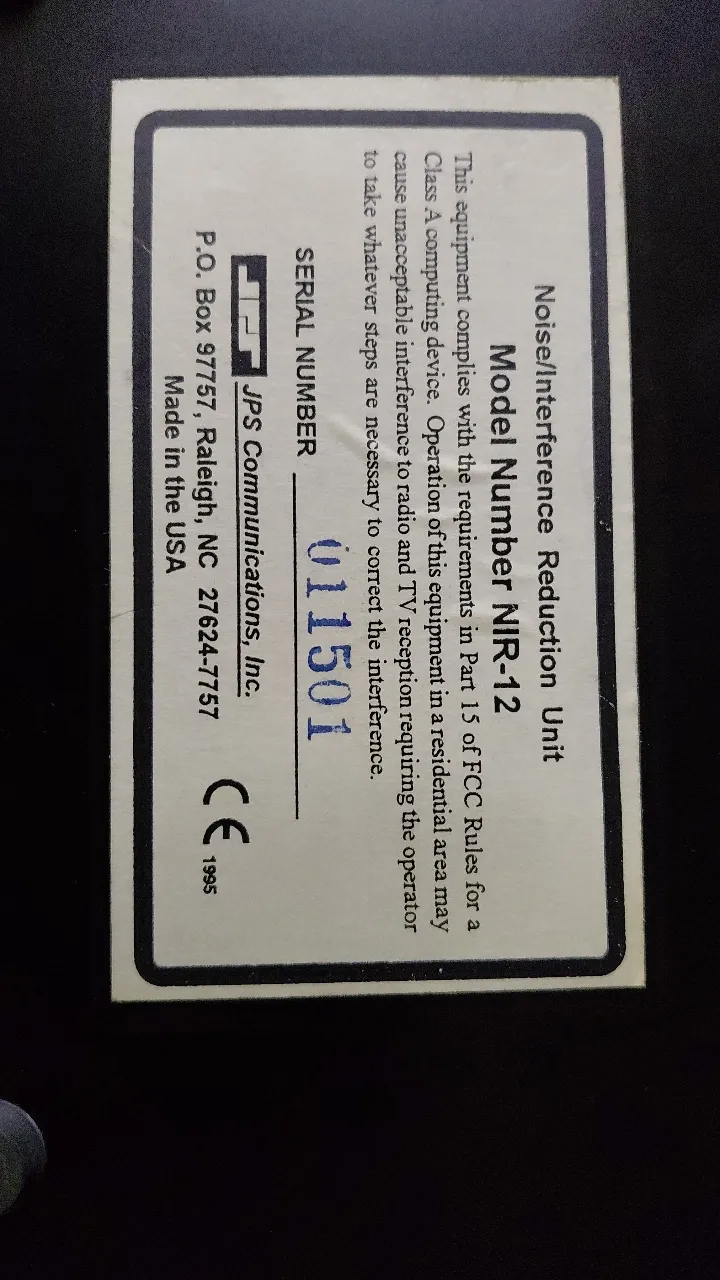 Noise/Interference Reduction Unit
Model Number NIR-12
This equipment complies with the requirements in Part 15 of FCC Rules for a
Class A computing device. Operation of this equipment in a residential area may
cause unacceptable interference to radio and TV reception requiring the operator
to take whatever steps are necessary to correct the interference.
SERIAL NUMBER 011501
JPS JPS Communications, Inc.
P.O. Box 97757, Raleigh, NC 27624-7757
Made in the USA
CE 1995